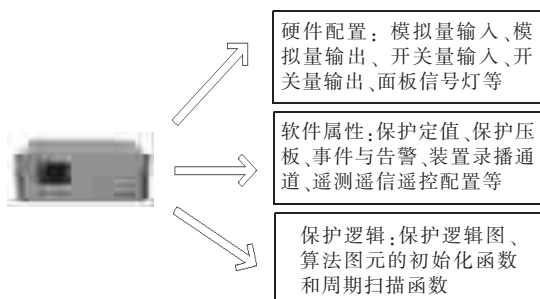 硬件配置：模拟量输入、模
拟量输出、开关量输入、开
关量输出、面板信号灯等
软件属性:保护定值、保护压
板、事件与告警、装置录播通
道、遥测遥信遥控配置等
保护逻辑:保护逻辑图、
算法图元的初始化函数
和周期扫描函数